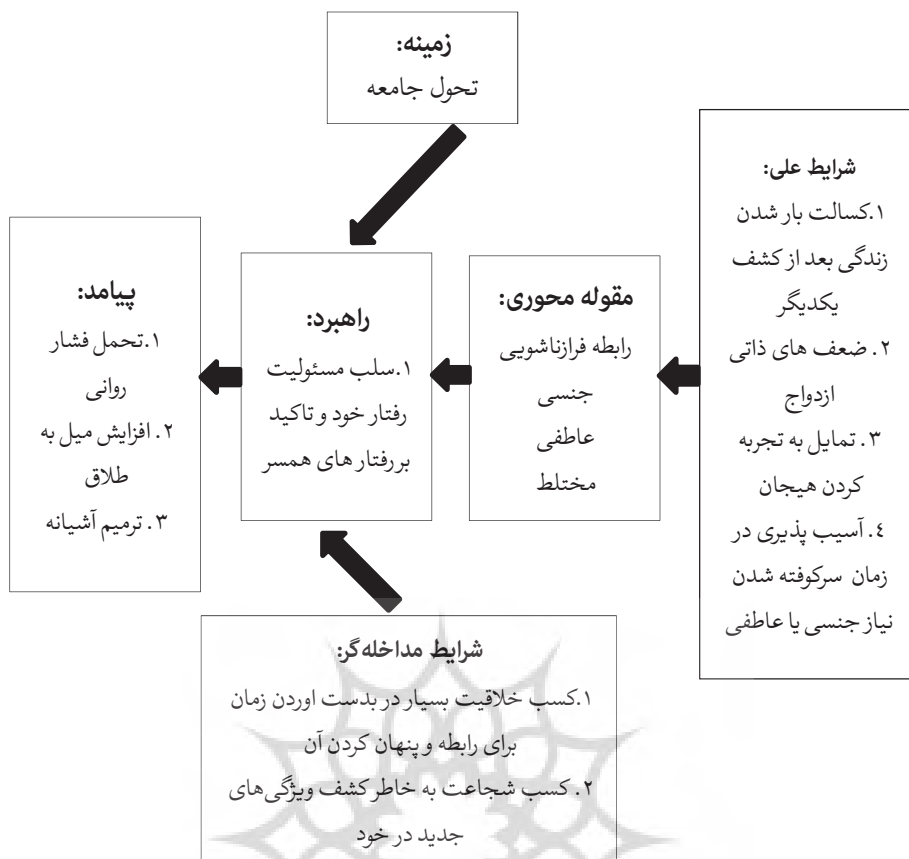 زمینه:
تحول جامعه
شرایط علی:
۱.کسالت بار شدن
زندگی بعد از کشف
یکدیگر
۲. ضعف های ذاتی
ازدواج
۳. تمایل به تجربه
کردن هیجان
٤. آسیب پذیری در
زمان سرکوفته شدن
نیاز جنسی یا عاطفی
مقوله محوری:
رابطه فرازناشویی
جنسی
عاطفی
مختلط
راهبرد:
۱.سلب مسئولیت
رفتار خود و تاکید
بررفتار های همسر
پیامد:
۱.تحمل فشار
روانی
۲. افزایش میل به
طلاق
۳. ترمیم آشیانه
شرایط مداخله‌گر:
۱.کسب خلاقیت بسیار در بدست اوردن زمان
برای رابطه و پنهان کردن آن
۲. کسب شجاعت به خاطر کشف ویژگی‌های
جدید در خود